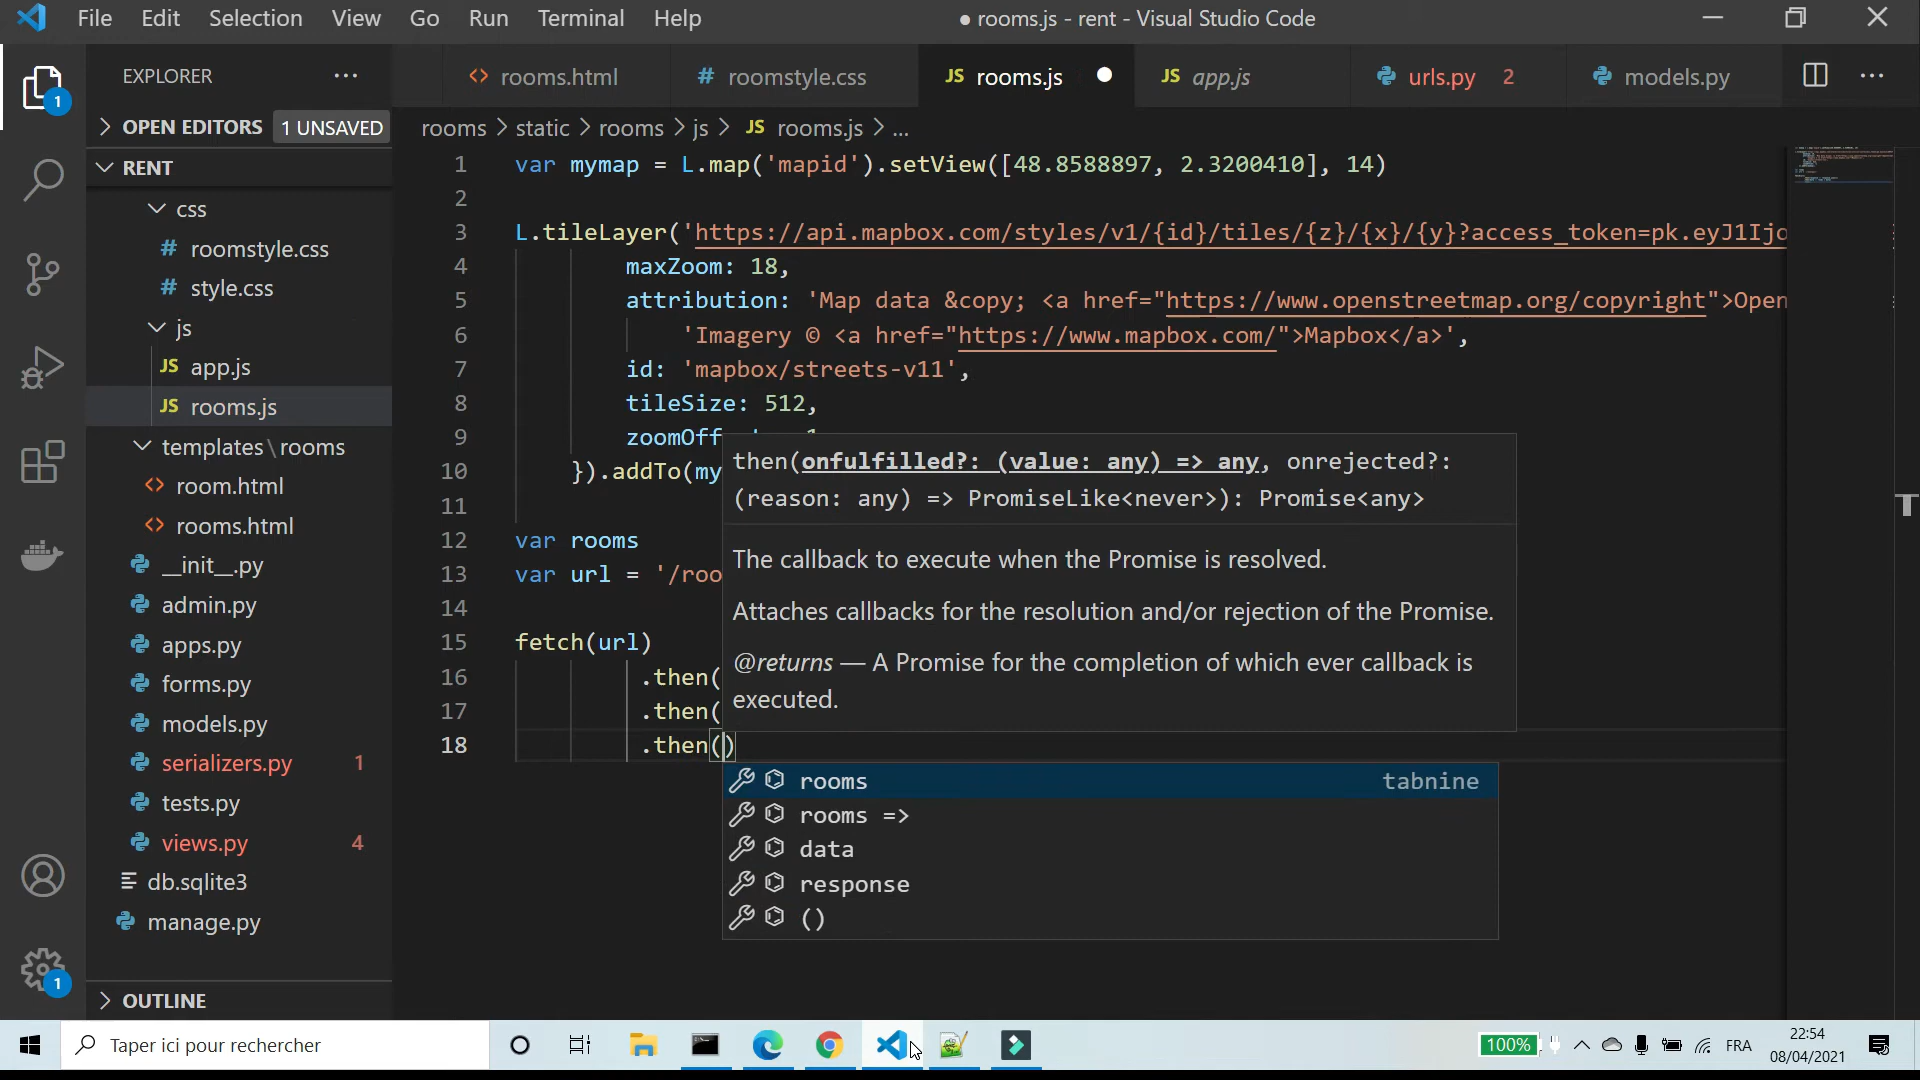 File Edit Selection View Go Run Terminal Help
● rooms.js - rent - Visual Studio Code
EXPLORER
rooms.html
# roomstyle.css
JS rooms.js
JS app.js
urls.py 2
models.py
OPEN EDITORS 1 UNSAVED
rooms > static > rooms > js > JS rooms.js > ...
RENT
css
# roomstyle.css
# style.css
js
JS app.js
JS rooms.js
templates\rooms
<> room.html
<> rooms.html
__init__.py
admin.py
apps.py
forms.py
models.py
serializers.py 1
tests.py
views.py 4
db.sqlite3
manage.py
OUTLINE
1
1
1 var mymap = L.map('mapid').setView([48.8588897, 2.3200410], 14)
2
3 L.tileLayer('https://api.mapbox.com/styles/v1/{id}/tiles/{z}/{x}/{y}?access_token=pk.eyJ1Ijo
4 maxZoom: 18,
5 attribution: 'Map data &copy; <a href="https://www.openstreetmap.org/copyright">Open
6 'Imagery © <a href="https://www.mapbox.com/">Mapbox</a>',
7 id: 'mapbox/streets-v11',
8 tileSize: 512,
9 zoomOff
10 }).addTo(my
11
12 var rooms
13 var url = '/roo
14
15 fetch(url)
16 .then(
17 .then(
18 .then()
then(onfulfilled?: (value: any) => any, onrejected?:
(reason: any) => PromiseLike<never>): Promise<any>
The callback to execute when the Promise is resolved.
Attaches callbacks for the resolution and/or rejection of the Promise.
@returns — A Promise for the completion of which ever callback is
executed.
rooms tabnine
rooms =>
data
response
()
Taper ici pour rechercher
100%
FRA
22:54
08/04/2021